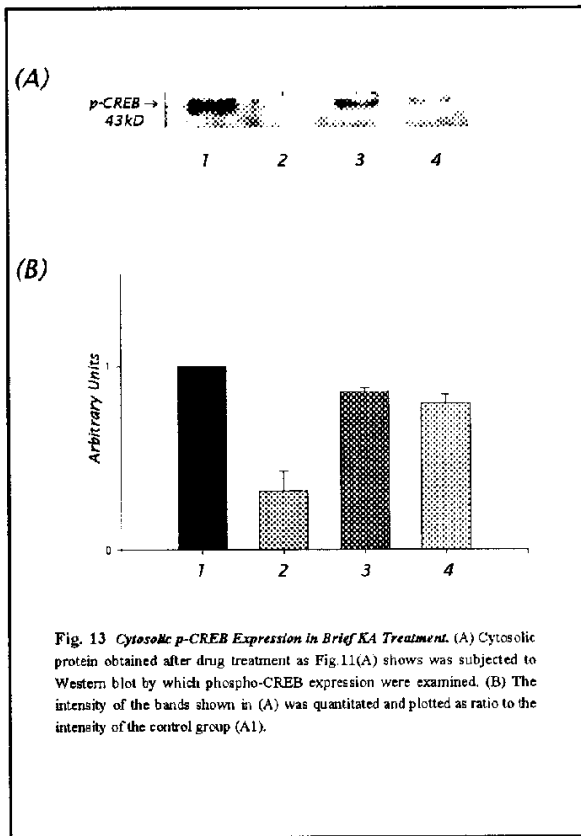 (A)
p-CREB →
43kD
1 2 3 4
(B)
Arbitrary Units
1
0
1 2 3 4
Fig. 13 Cytosolic p-CREB Expression in Brief KA Treatment. (A) Cytosolic
protein obtained after drug treatment as Fig.11(A) shows was subjected to
Western blot by which phospho-CREB expression were examined. (B) The
intensity of the bands shown in (A) was quantitated and plotted as ratio to the
intensity of the control group (A1).